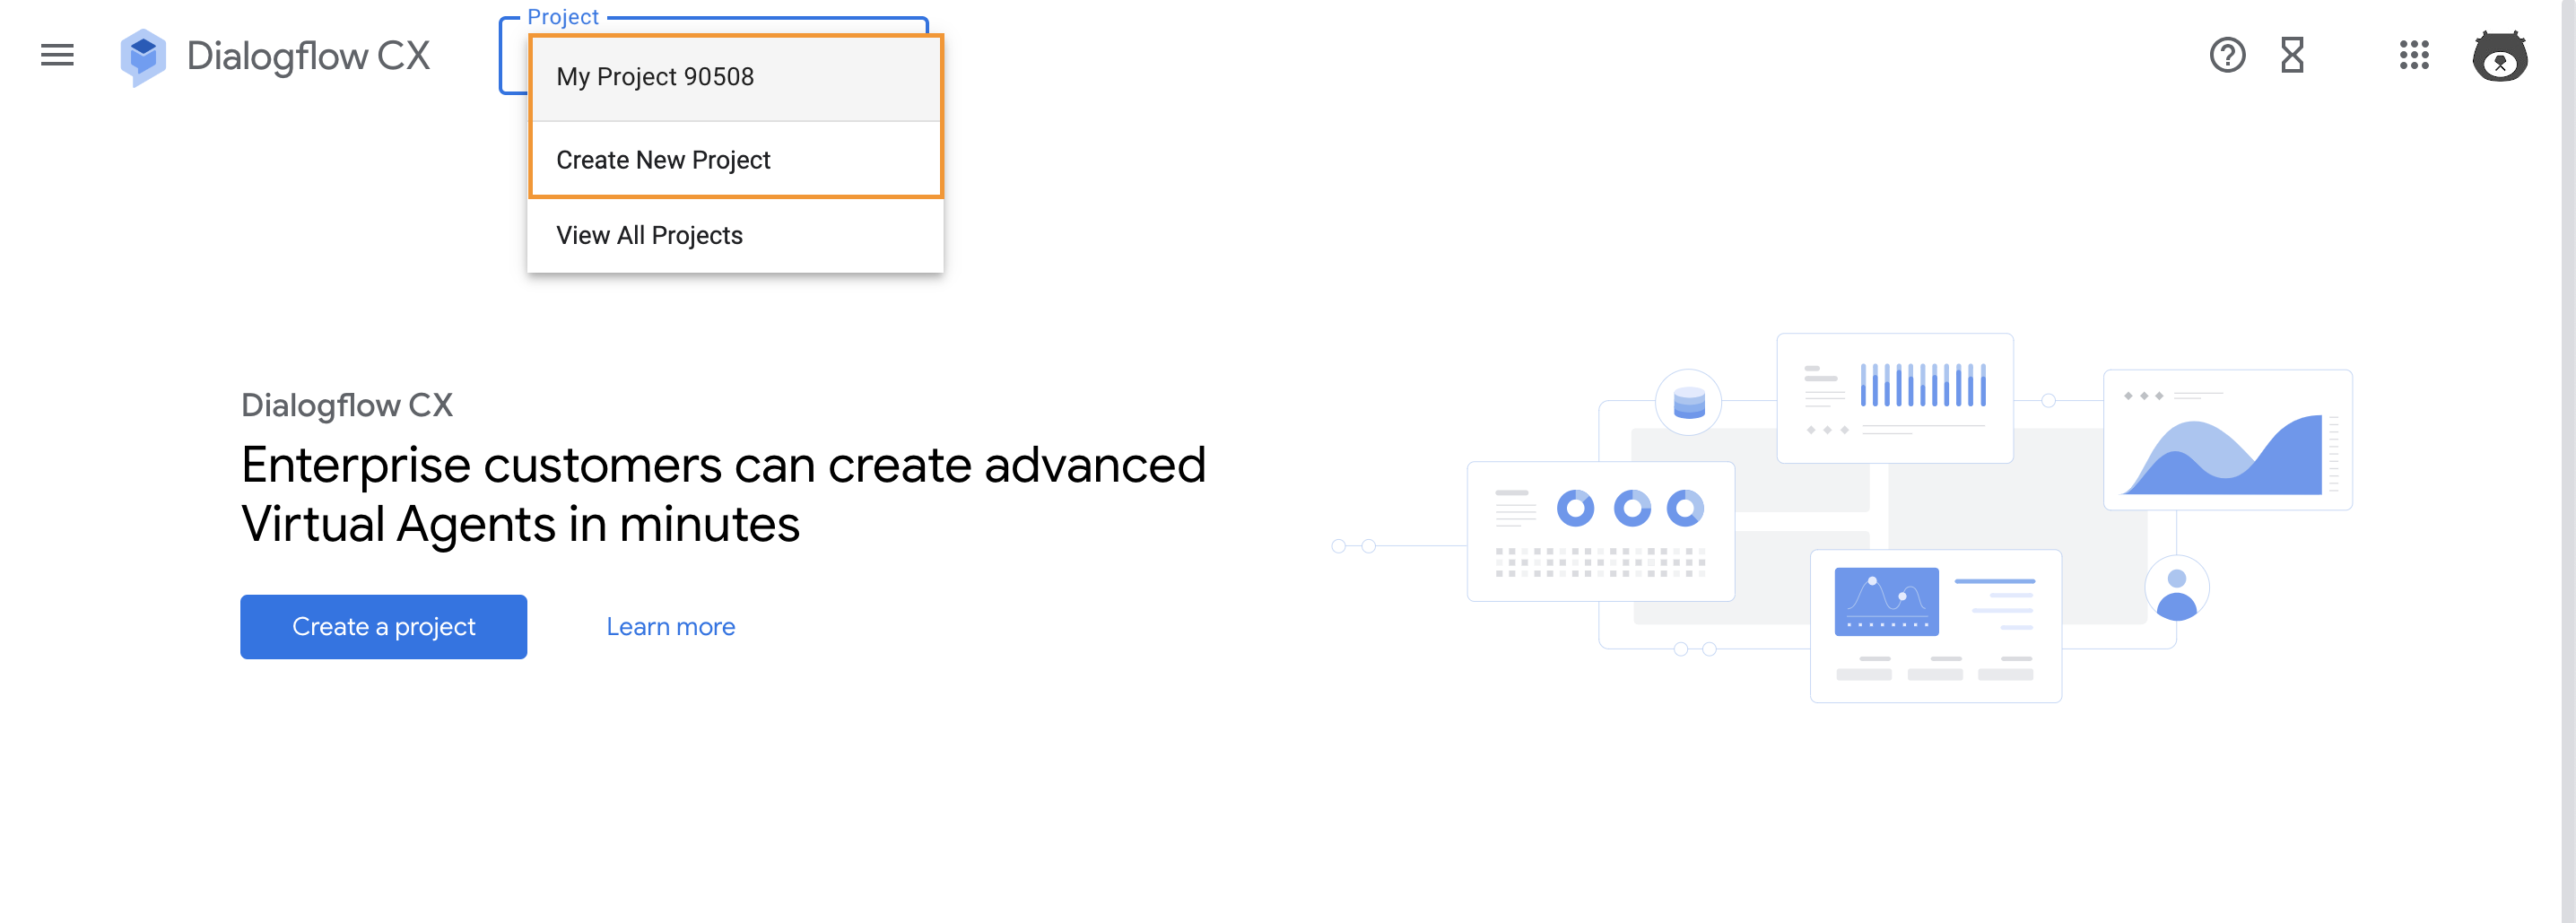 Project
Dialogflow CX
My Project 90508
Create New Project
View All Projects
Dialogflow CX
Enterprise customers can create advanced
Virtual Agents in minutes
Create a project
Learn more